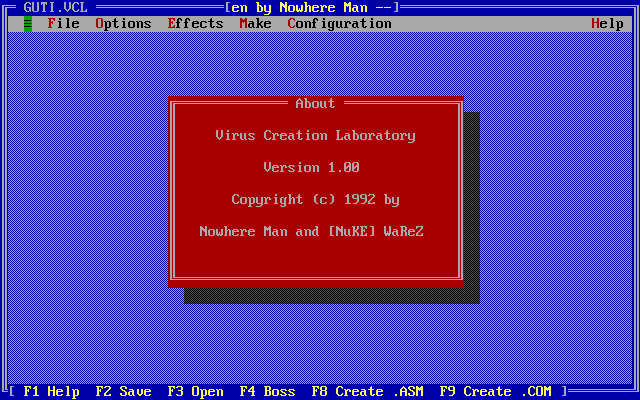 GUTI.VCL [en by Nowhere Man --]
≡ File Options Effects Make Configuration Help
About
Virus Creation Laboratory
Version 1.00
Copyright (c) 1992 by
Nowhere Man and [NuKE] WaReZ
[ F1 Help F2 Save F3 Open F4 Boss F8 Create .ASM F9 Create .COM ]